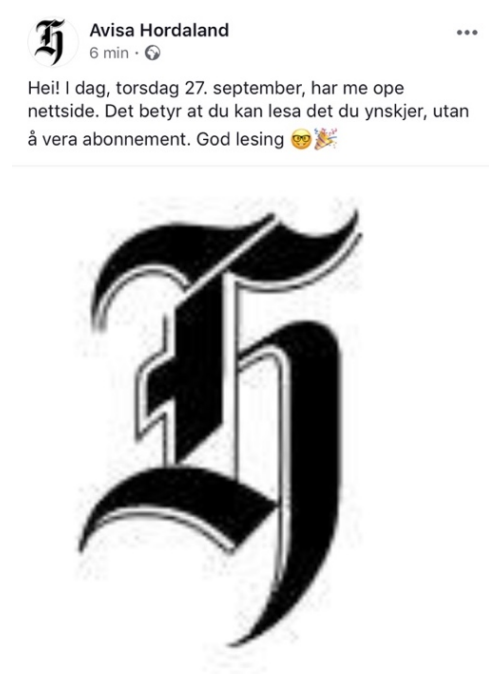 Avisa Hordaland
6 min
Hei! I dag, torsdag 27. september, har me ope
nettside. Det betyr at du kan lesa det du ynskjer, utan
å vera abonnement. God lesing 🤓🎉
H